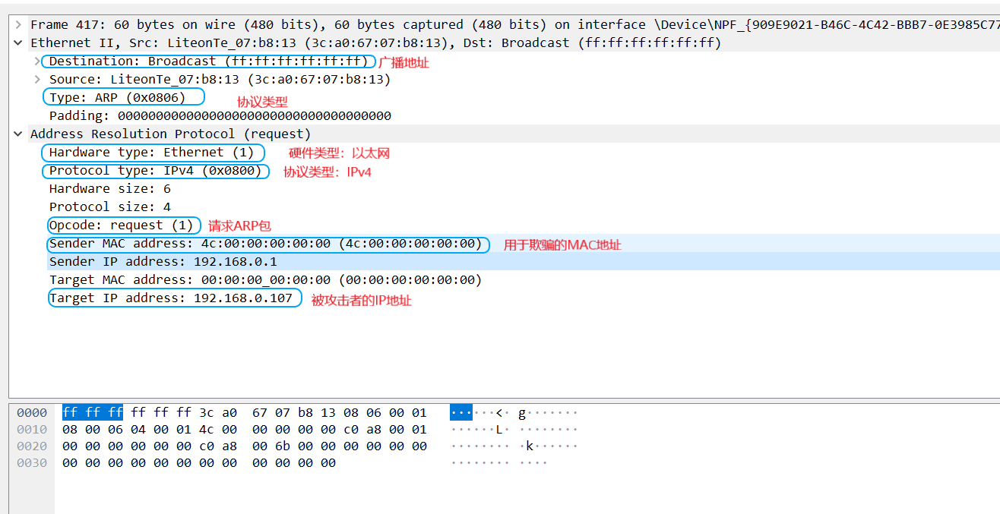 Frame 417: 60 bytes on wire (480 bits), 60 bytes captured (480 bits) on interface \Device\NPF_{909E9021-B46C-4C42-BBB7-0E3985C77
Ethernet II, Src: LiteonTe_07:b8:13 (3c:a0:67:07:b8:13), Dst: Broadcast (ff:ff:ff:ff:ff:ff)
Destination: Broadcast (ff:ff:ff:ff:ff:ff) 广播地址
Source: LiteonTe_07:b8:13 (3c:a0:67:07:b8:13)
Type: ARP (0x0806) 协议类型
Padding: 000000000000000000000000000000000000
Address Resolution Protocol (request)
Hardware type: Ethernet (1) 硬件类型：以太网
Protocol type: IPv4 (0x0800) 协议类型：IPv4
Hardware size: 6
Protocol size: 4
Opcode: request (1) 请求ARP包
Sender MAC address: 4c:00:00:00:00:00 (4c:00:00:00:00:00) 用于欺骗的MAC地址
Sender IP address: 192.168.0.1
Target MAC address: 00:00:00_00:00:00 (00:00:00:00:00:00)
Target IP address: 192.168.0.107 被攻击者的IP地址
0000 ff ff ff ff ff ff 3c a0 67 07 b8 13 08 06 00 01 ······<· g·······
0010 08 00 06 04 00 01 4c 00 00 00 00 00 c0 a8 00 01 ······L· ········
0020 00 00 00 00 00 00 c0 a8 00 6b 00 00 00 00 00 00 ········ ·k······
0030 00 00 00 00 00 00 00 00 00 00 00 00 ········ ····